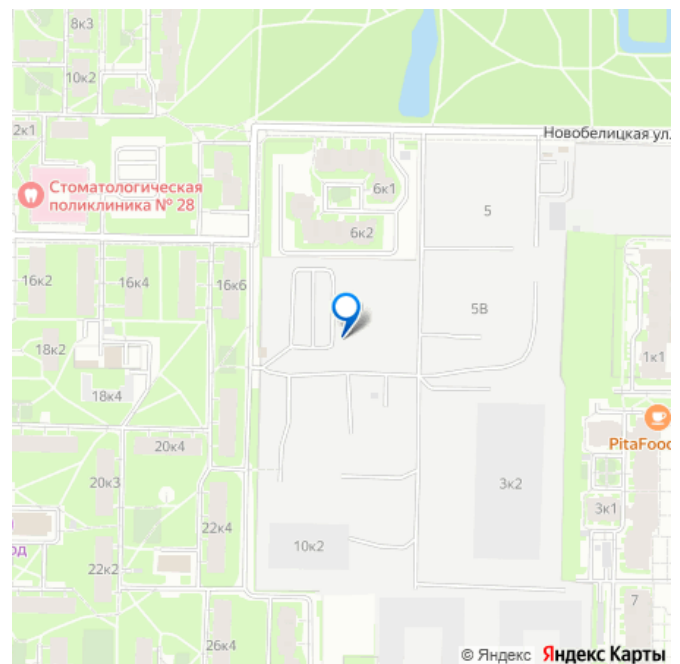 8к3
10к2
2к1
Новобелицкая ул.
Стоматологическая
поликлиника № 28
6к1
5
6к2
16к2
16к4
16к6
5В
18к2
1к1
18к4
PitaFood
20к4
20к3
3к2
3к1
22к4
од
10к2
22к2
7
26к4
© Яндекс Яндекс Карты